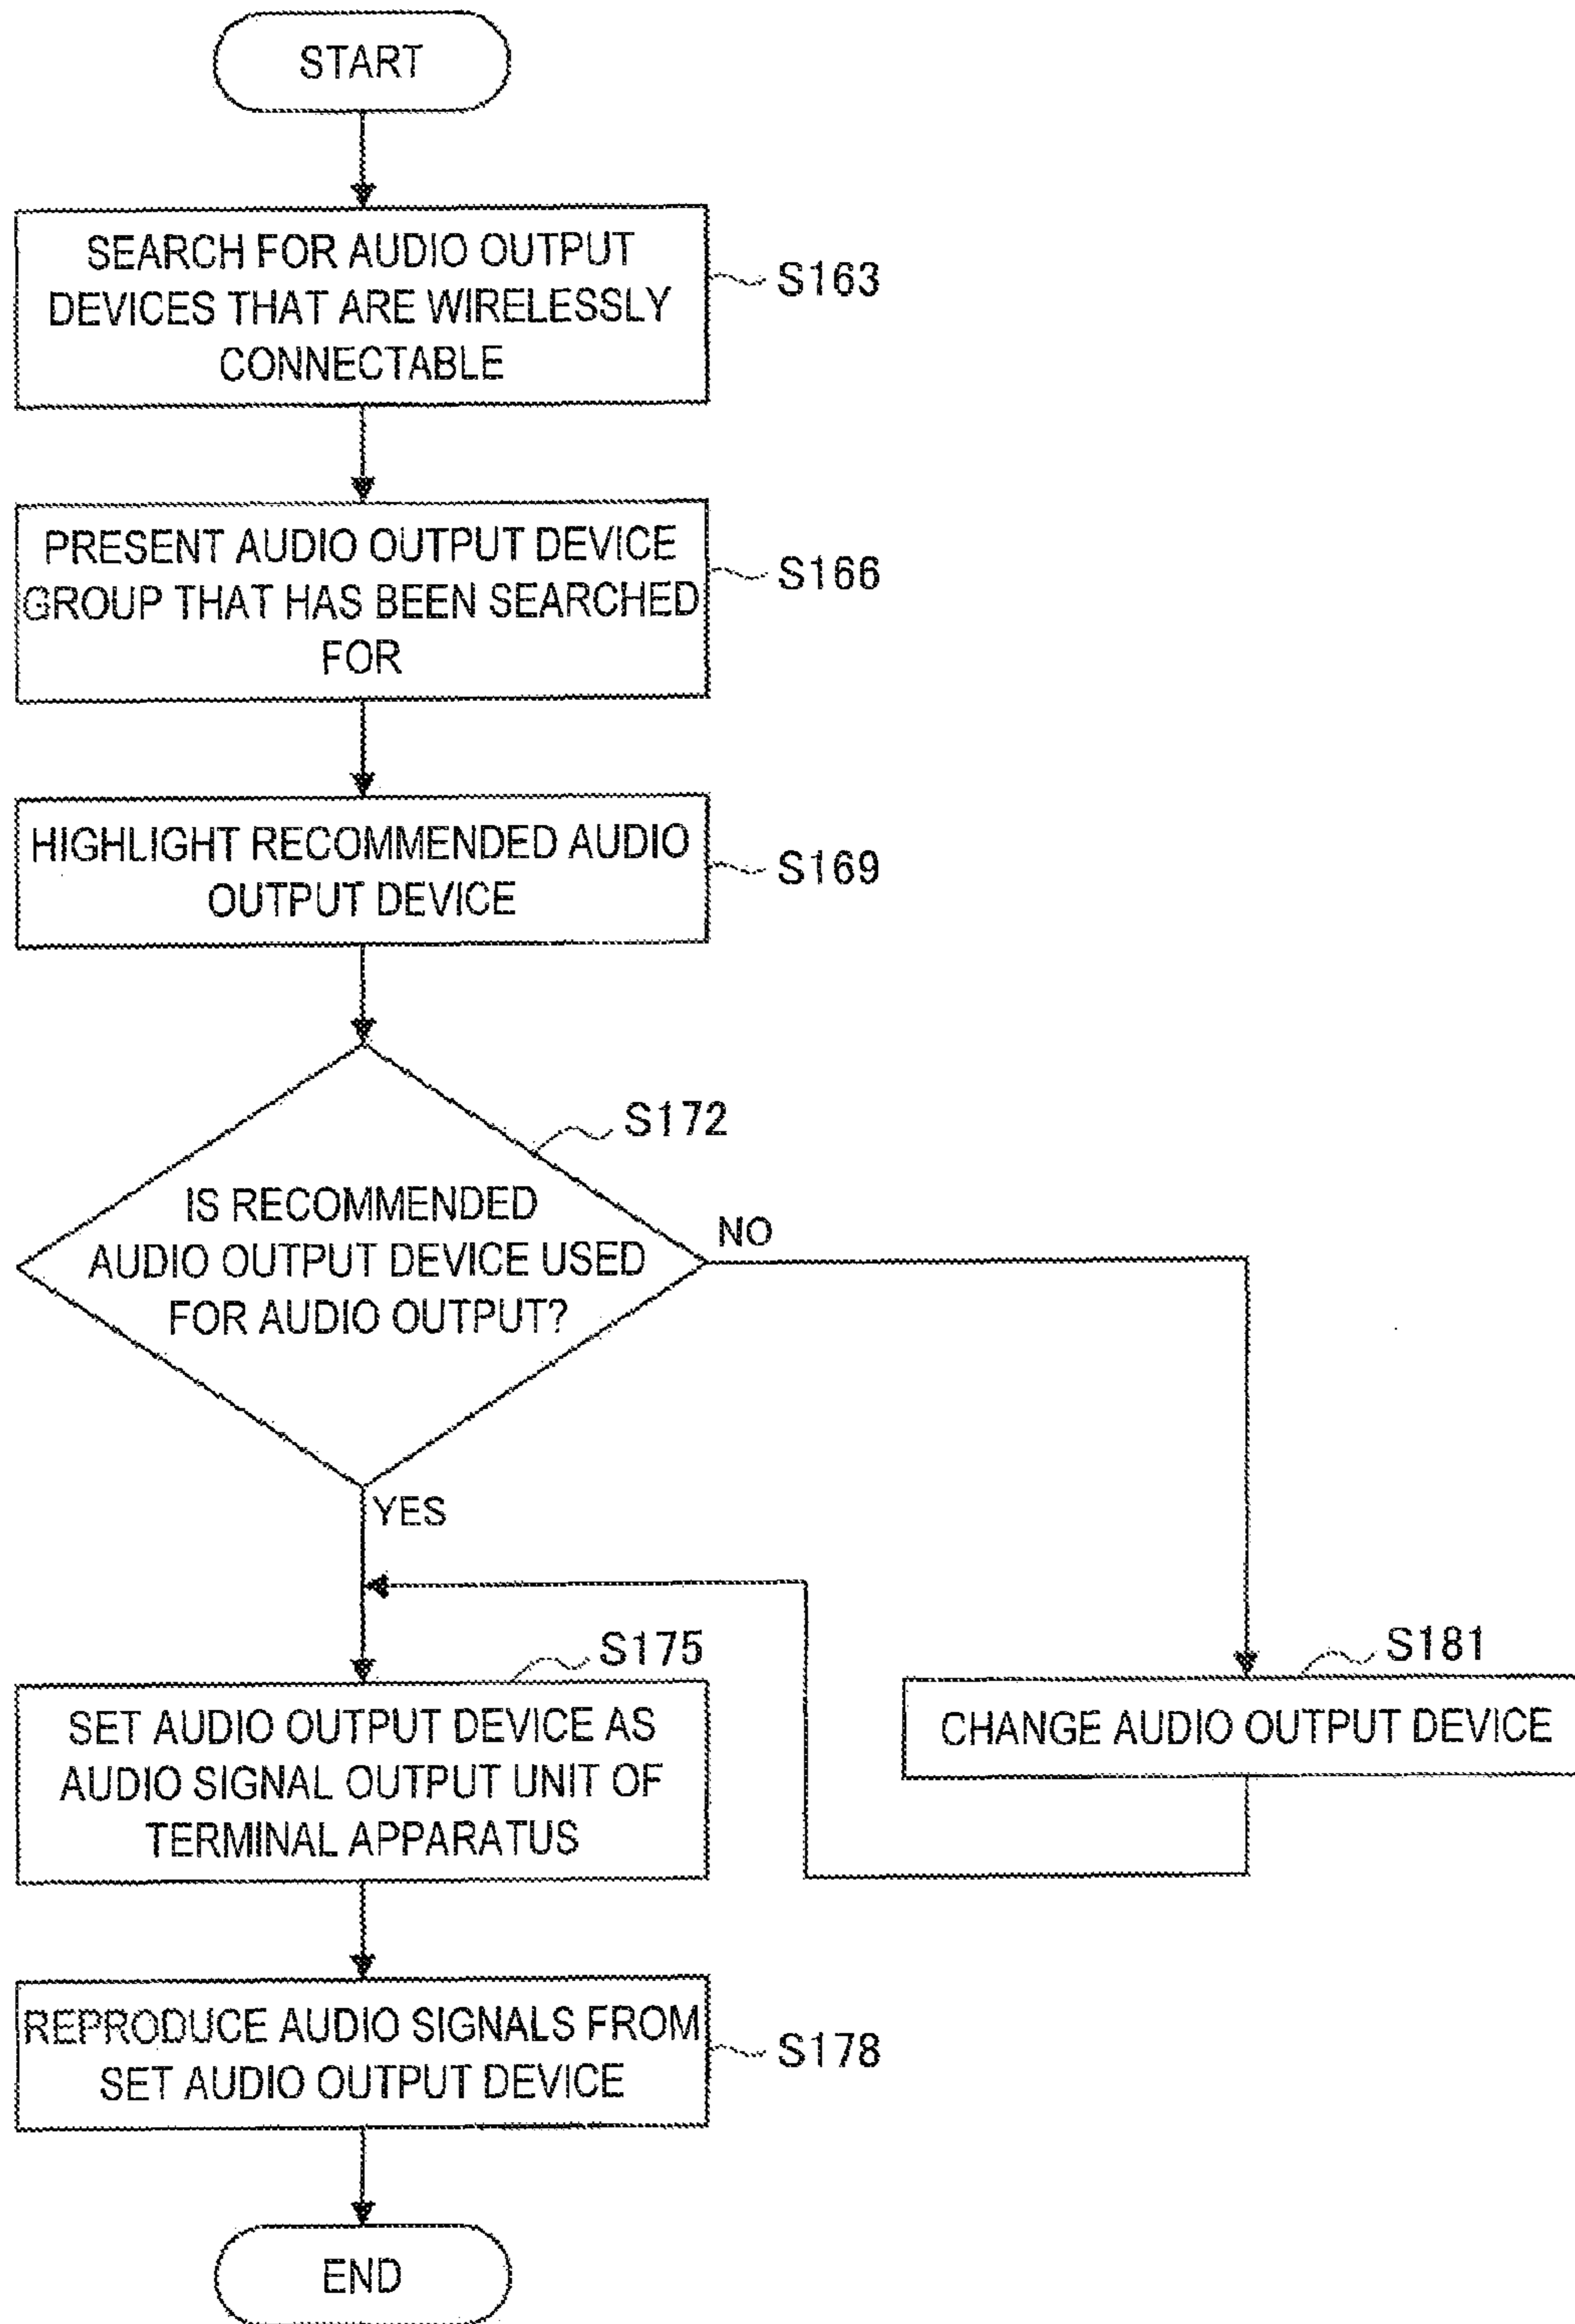 START
SEARCH FOR AUDIO OUTPUT
DEVICES THAT ARE WIRELESSLY
CONNECTABLE
S163
PRESENT AUDIO OUTPUT DEVICE
GROUP THAT HAS BEEN SEARCHED
FOR
S166
HIGHLIGHT RECOMMENDED AUDIO
OUTPUT DEVICE
S169
S172
IS RECOMMENDED
AUDIO OUTPUT DEVICE USED
FOR AUDIO OUTPUT?
NO
YES
S175
SET AUDIO OUTPUT DEVICE AS
AUDIO SIGNAL OUTPUT UNIT OF
TERMINAL APPARATUS
S181
CHANGE AUDIO OUTPUT DEVICE
REPRODUCE AUDIO SIGNALS FROM
SET AUDIO OUTPUT DEVICE
S178
END